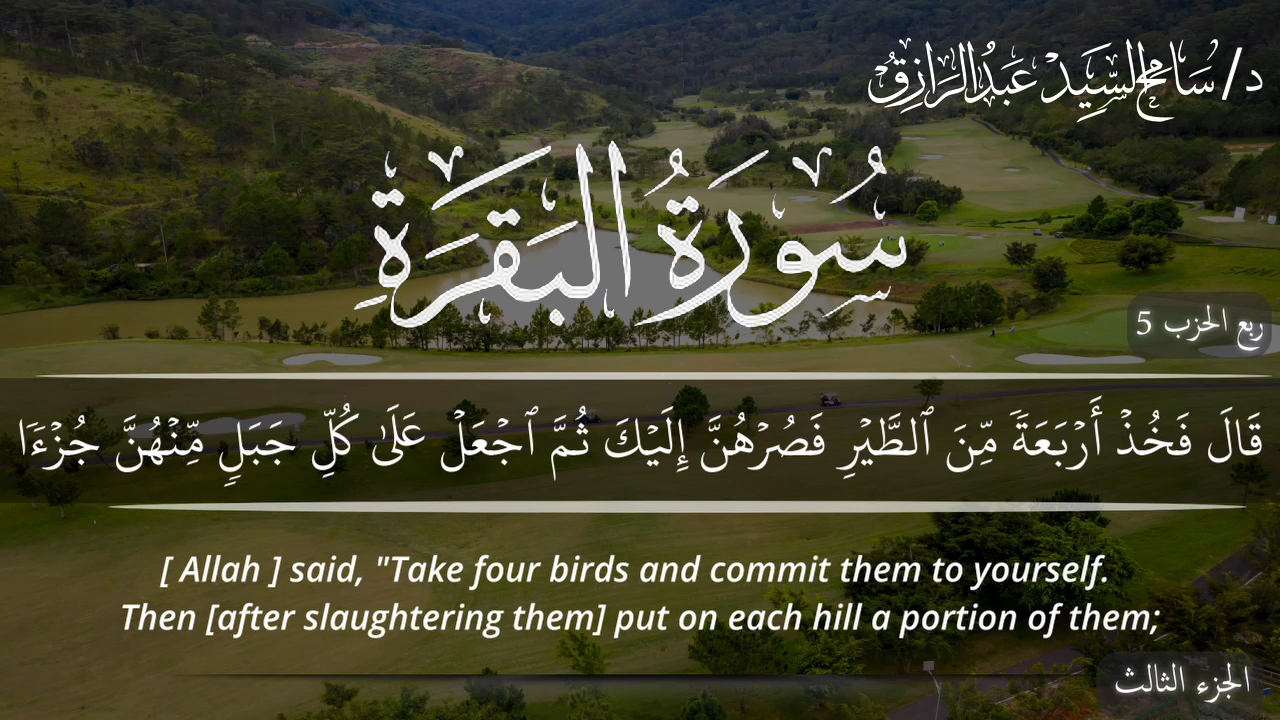 د/ سَامِح السَّيِّد عَبْدُ الرَّازِقُ
سُورَةُ البَقَرَةِ
ربع الحزب 5
قَالَ فَخُذۡ أَرۡبَعَةٗ مِّنَ ٱلطَّيۡرِ فَصُرۡهُنَّ إِلَيۡكَ ثُمَّ ٱجۡعَلۡ عَلَىٰ كُلِّ جَبَلٖ مِّنۡهُنَّ جُزۡءٗا
[ Allah ] said, "Take four birds and commit them to yourself.
Then [after slaughtering them] put on each hill a portion of them;
الجزء الثالث